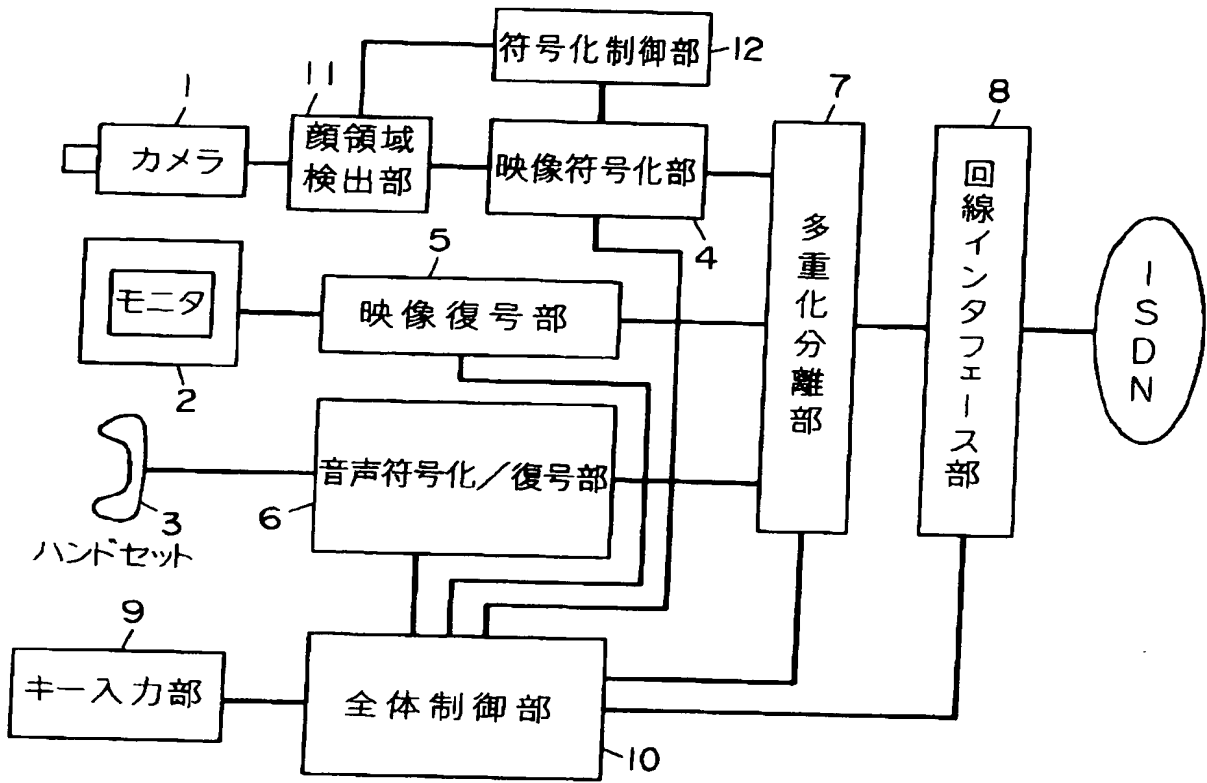 符号化制御部
12
1
11
7
8
カメラ
顔領域
検出部
映像符号化部
4
多重化分離部
回線インタフェース部
ISDN
モニタ
2
5
映像復号部
3
ハンドセット
音声符号化／復号部
6
9
キー入力部
全体制御部
10